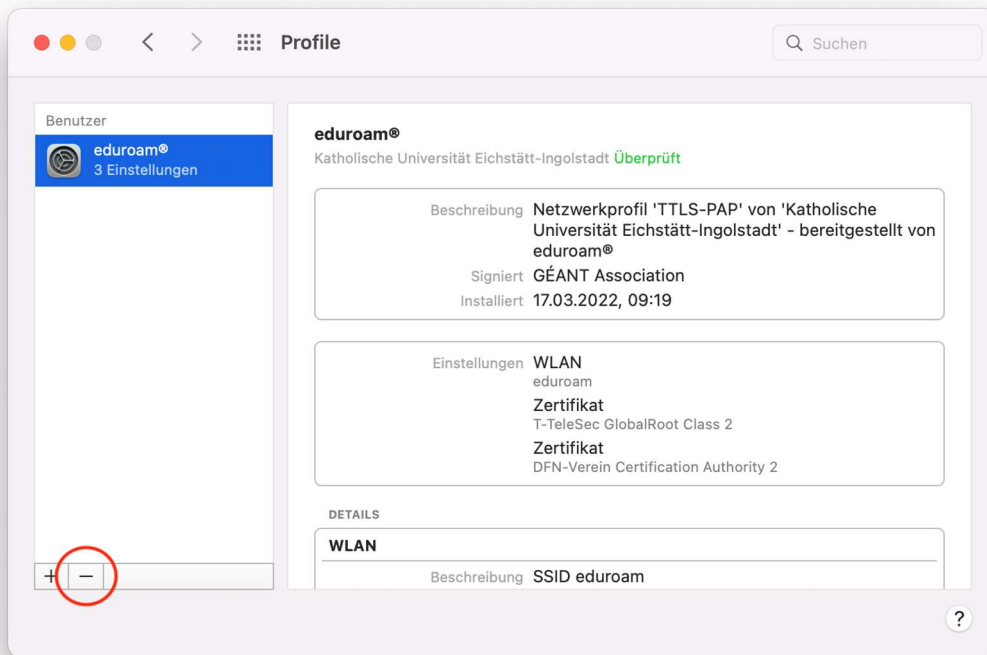 Profile
Suchen
Benutzer
eduroam®
3 Einstellungen
eduroam®
Katholische Universität Eichstätt-Ingolstadt Überprüft
Beschreibung Netzwerkprofil 'TTLS-PAP' von 'Katholische
Universität Eichstätt-Ingolstadt' - bereitgestellt von
eduroam®
Signiert GÉANT Association
Installiert 17.03.2022, 09:19
Einstellungen WLAN
eduroam
Zertifikat
T-TeleSec GlobalRoot Class 2
Zertifikat
DFN-Verein Certification Authority 2
DETAILS
WLAN
Beschreibung SSID eduroam
+ −
?